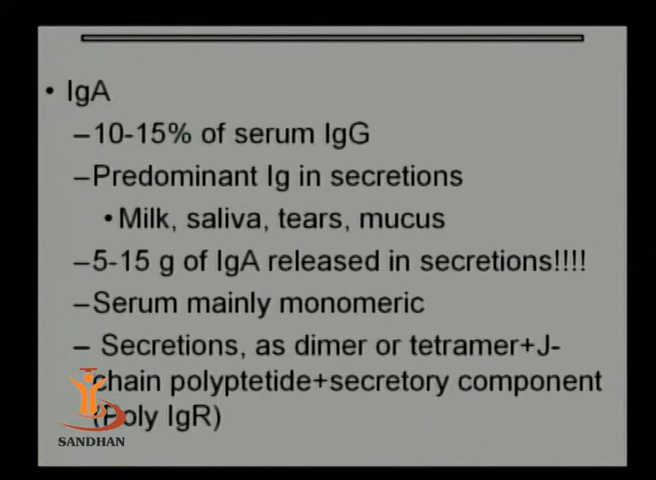 • IgA
–10-15% of serum IgG
–Predominant Ig in secretions
•Milk, saliva, tears, mucus
–5-15 g of IgA released in secretions!!!!
–Serum mainly monomeric
– Secretions, as dimer or tetramer+J-
chain polyptetide+secretory component
(Poly IgR)
SANDHAN